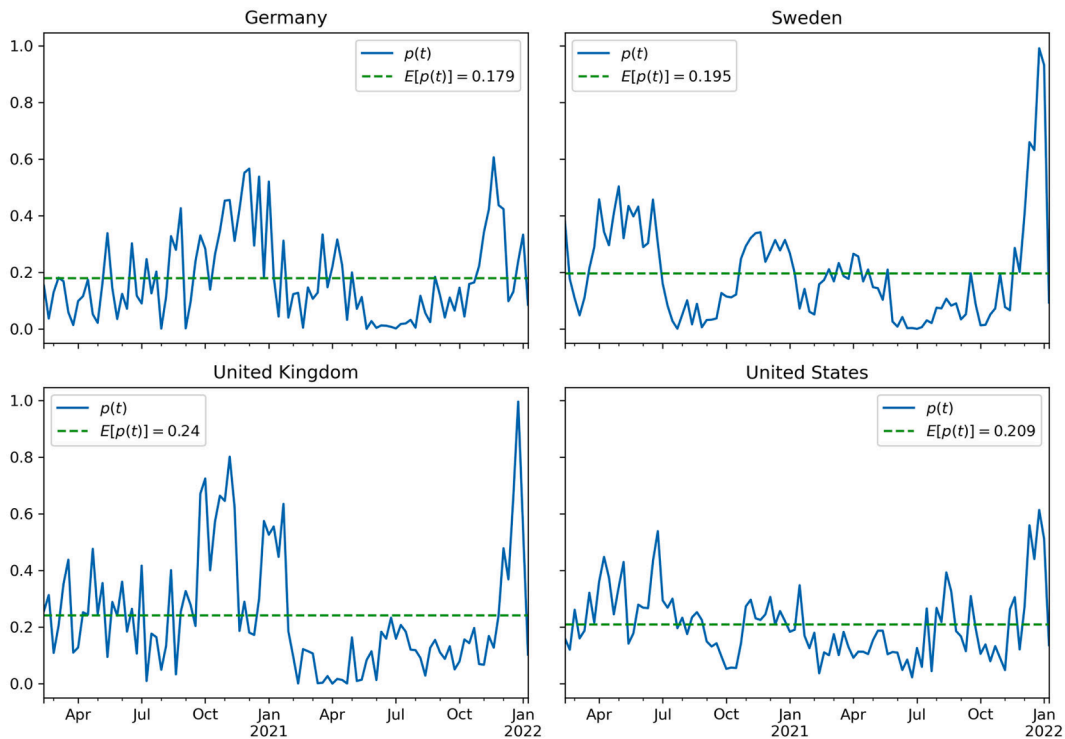 Germany
1.0
0.8
0.6
0.4
0.2
0.0
p(t)
E[p(t)] = 0.179
Sweden
p(t)
E[p(t)] = 0.195
United Kingdom
1.0
0.8
0.6
0.4
0.2
0.0
p(t)
E[p(t)] = 0.24
Apr Jul Oct Jan Apr Jul Oct Jan
2021 2022
United States
p(t)
E[p(t)] = 0.209
Apr Jul Oct Jan Apr Jul Oct Jan
2021 2022